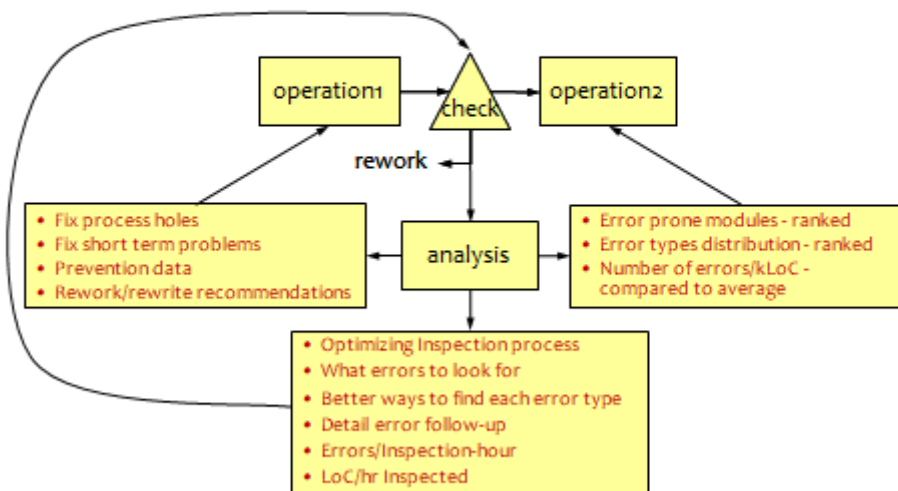 operation1
check
operation2
rework
• Fix process holes
• Fix short term problems
• Prevention data
• Rework/rewrite recommendations
analysis
• Error prone modules - ranked
• Error types distribution - ranked
• Number of errors/kLoC -
compared to average
• Optimizing Inspection process
• What errors to look for
• Better ways to find each error type
• Detail error follow-up
• Errors/Inspection-hour
• LoC/hr Inspected